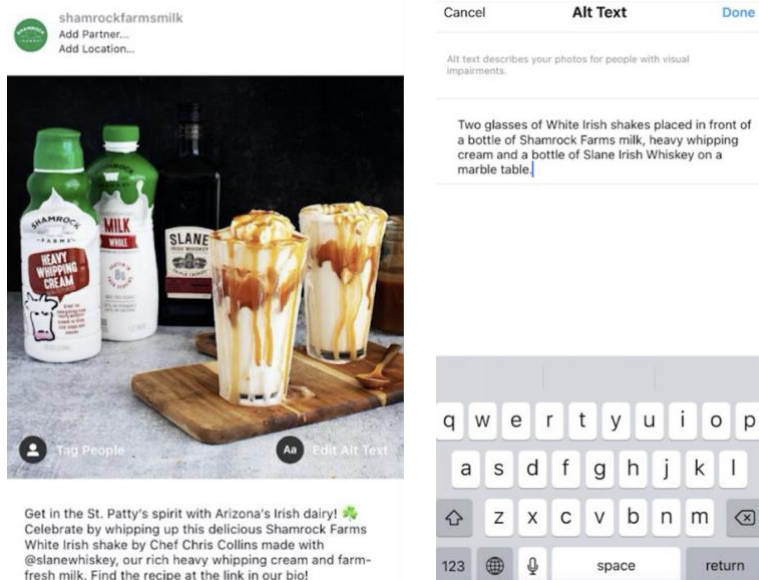 shamrockfarmsmilk
Add Partner...
Add Location...
SHAMROCK
FARMS
HEAVY
WHIPPING
CREAM
MILK
WHOLE
8g
SLANE
IRISH WHISKEY
Tag People
Aa
Edit Alt Text
Get in the St. Patty's spirit with Arizona's Irish dairy! ☘️
Celebrate by whipping up this delicious Shamrock Farms
White Irish shake by Chef Chris Collins made with
@slanewhiskey, our rich heavy whipping cream and farm-
fresh milk. Find the recipe at the link in our bio!
Cancel
Alt Text
Done
Alt text describes your photos for people with visual
impairments.
Two glasses of White Irish shakes placed in front of
a bottle of Shamrock Farms milk, heavy whipping
cream and a bottle of Slane Irish Whiskey on a
marble table.
q w e r t y u i o p
a s d f g h j k l
z x c v b n m
123 space return